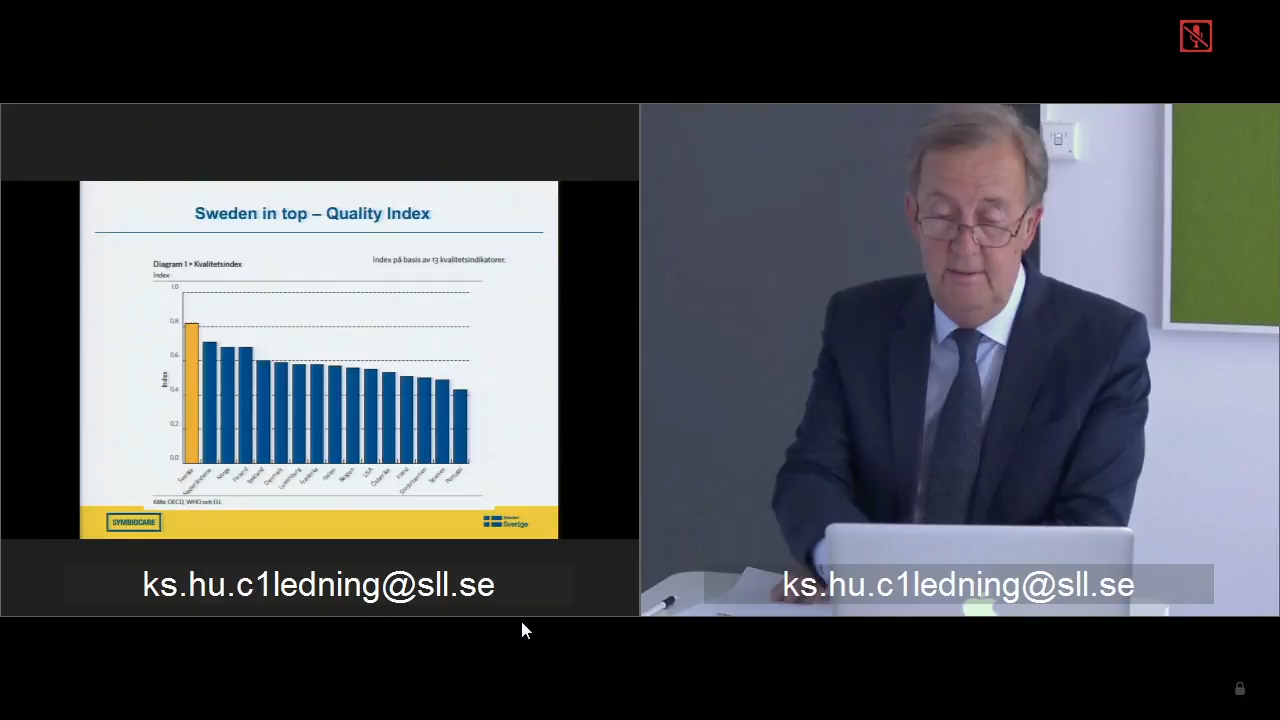 Sweden in top – Quality Index
Diagram 1 • Kvalitetsindex
Index på basis av 13 kvalitetsindikatorer.
Index
1,0
0,8
0,6
0,4
0,2
0,0
Index
Sverige
Nederländerna
Norge
Finland
Tyskland
Danmark
Luxemburg
Frankrike
Italien
Belgien
USA
Österrike
Irland
Storbritannien
Spanien
Portugal
Källa: OECD, WHO och EU.
SYMBIOCARE
Sverige
ks.hu.c1ledning@sll.se
ks.hu.c1ledning@sll.se